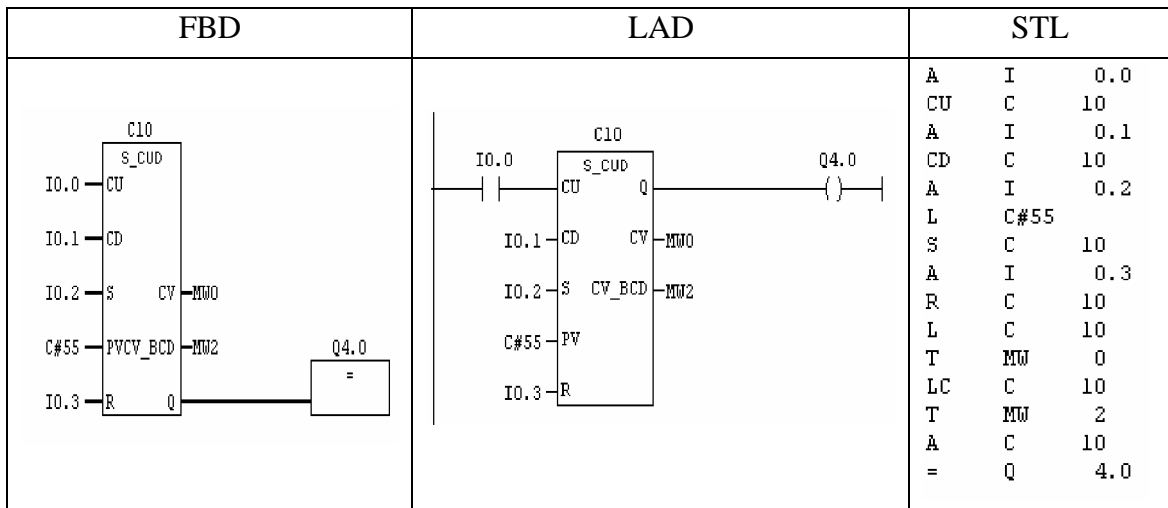 FBD
LAD
STL
C10
S_CUD
I0.0 CU
I0.1 CD
I0.2 S CV MW0
C#55 PVCV_BCD MW2
Q4.0
=
I0.3 R Q
C10
I0.0 S_CUD Q4.0
CU Q ( )
I0.1 CD CV MW0
I0.2 S CV_BCD MW2
C#55 PV
I0.3 R
A I 0.0
CU C 10
A I 0.1
CD C 10
A I 0.2
L C#55
S C 10
A I 0.3
R C 10
L C 10
T MW 0
LC C 10
T MW 2
A C 10
= Q 4.0